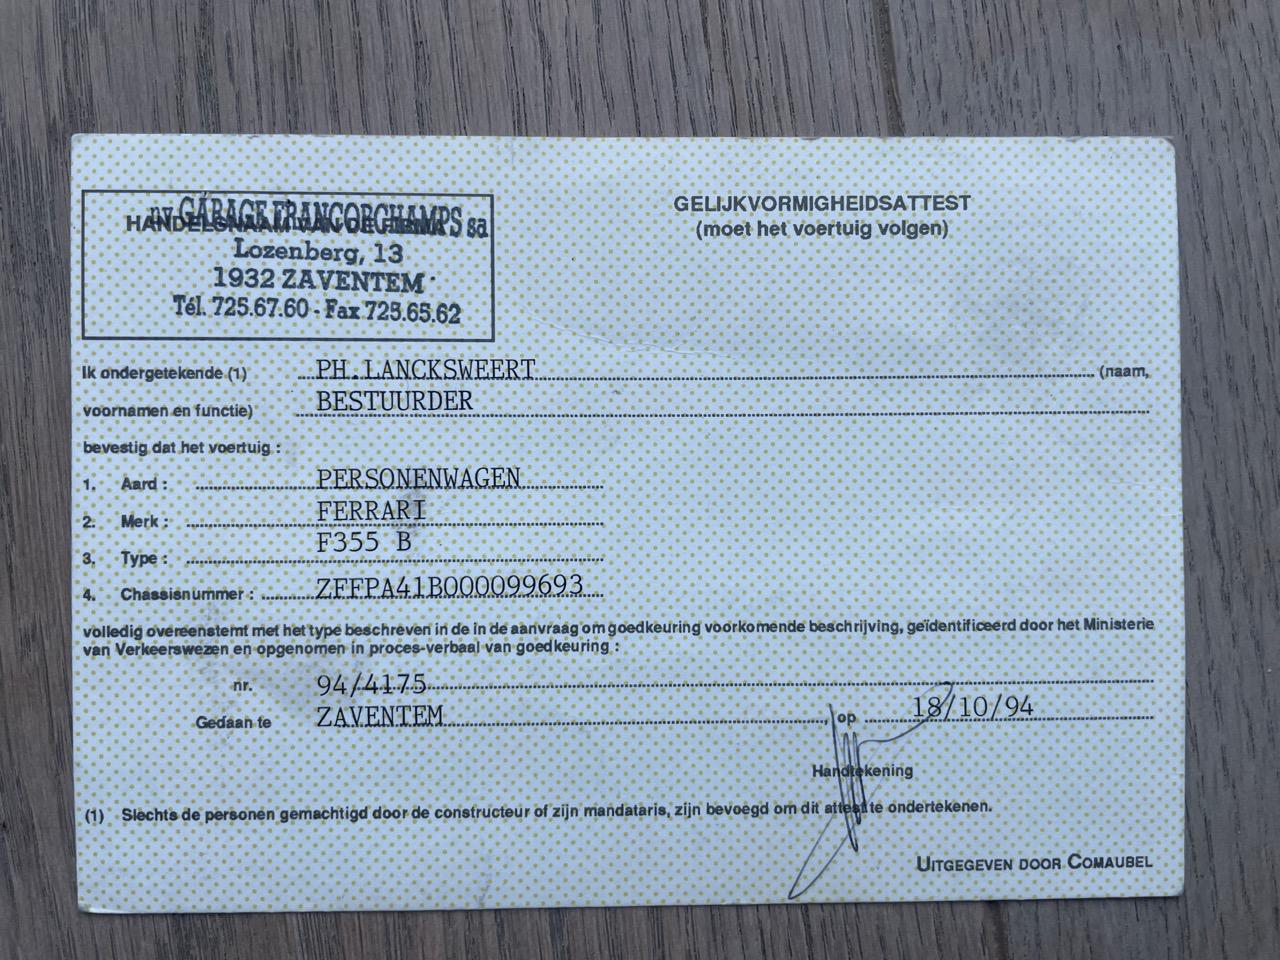 nv GARAGE FRANCORCHAMPS sa
HANDELSNAAM VAN DE FIRMA
Lozenberg, 13
1932 ZAVENTEM
Tél. 725.67.60 - Fax 725.65.62
GELIJKVORMIGHEIDSATTEST
(moet het voertuig volgen)
Ik ondergetekende (1) PH.LANCKSWEERT (naam,
voornamen en functie) BESTUURDER
bevestig dat het voertuig :
1. Aard : PERSONENWAGEN
2. Merk : FERRARI
3. Type : F355 B
4. Chassisnummer : ZFFPA41B000099693
volledig overeenstemt met het type beschreven in de in de aanvraag om goedkeuring voorkomende beschrijving, geïdentificeerd door het Ministerie
van Verkeerswezen en opgenomen in proces-verbaal van goedkeuring :
nr. 94/4175
Gedaan te ZAVENTEM, op 18/10/94
Handtekening
(1) Slechts de personen gemachtigd door de constructeur of zijn mandataris, zijn bevoegd om dit attest te ondertekenen.
UITGEGEVEN DOOR COMAUBEL